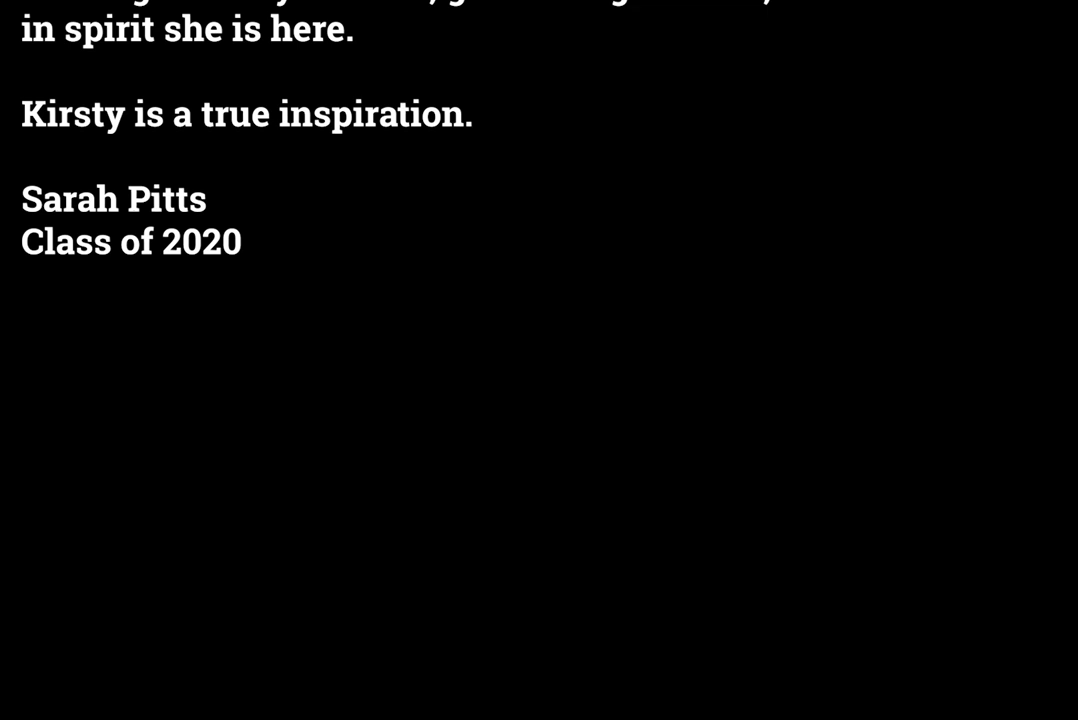 in spirit she is here.
Kirsty is a true inspiration.
Sarah Pitts
Class of 2020